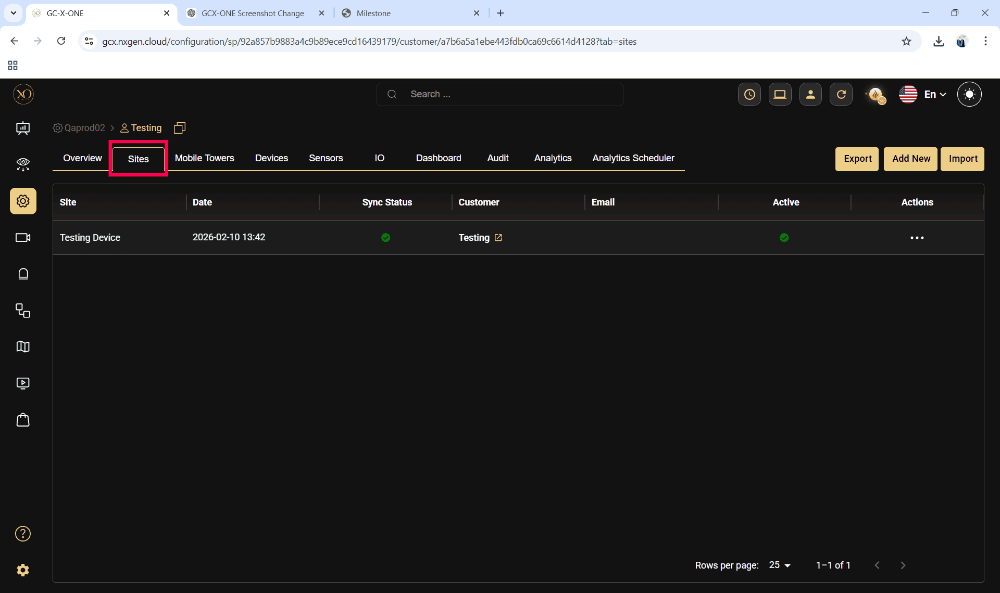 GC-X-ONE
GCX-ONE Screenshot Change
Milestone
gcx.nxgen.cloud/configuration/sp/92a857b9883a4c9b89ece9cd16439179/customer/a7b6a5a1ebe443fdb0ca69c6614d4128?tab=sites
XO
Search ...
En
Qaprod02 > Testing
Overview Sites Mobile Towers Devices Sensors IO Dashboard Audit Analytics Analytics Scheduler
Export Add New Import
Site Date Sync Status Customer Email Active Actions
Testing Device 2026-02-10 13:42 Testing
Rows per page: 25 1–1 of 1